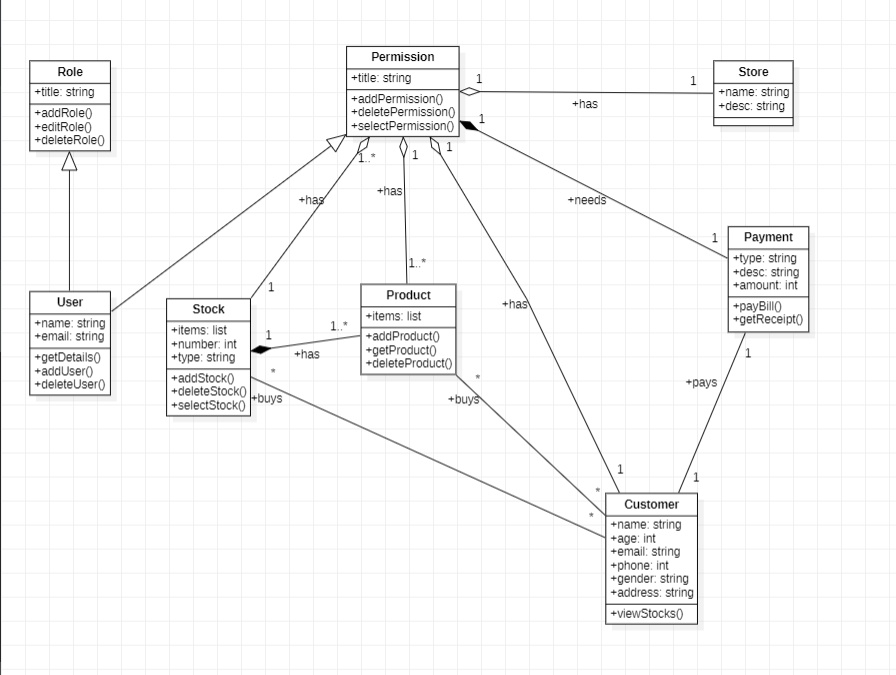 Role
+title: string
+addRole()
+editRole()
+deleteRole()
Permission
+title: string
+addPermission()
+deletePermission()
+selectPermission()
Store
+name: string
+desc: string
1
1
+has
1
+needs
1
1..*
+has
1
1
+has
1..*
1
+has
1
User
+name: string
+email: string
+getDetails()
+addUser()
+deleteUser()
Stock
+items: list
+number: int
+type: string
+addStock()
+deleteStock()
+selectStock()
1
+has
1..*
Product
+items: list
+addProduct()
+getProduct()
+deleteProduct()
Payment
+type: string
+desc: string
+amount: int
+payBill()
+getReceipt()
*
+buys
*
*
+buys
*
1
+pays
1
Customer
+name: string
+age: int
+email: string
+phone: int
+gender: string
+address: string
+viewStocks()